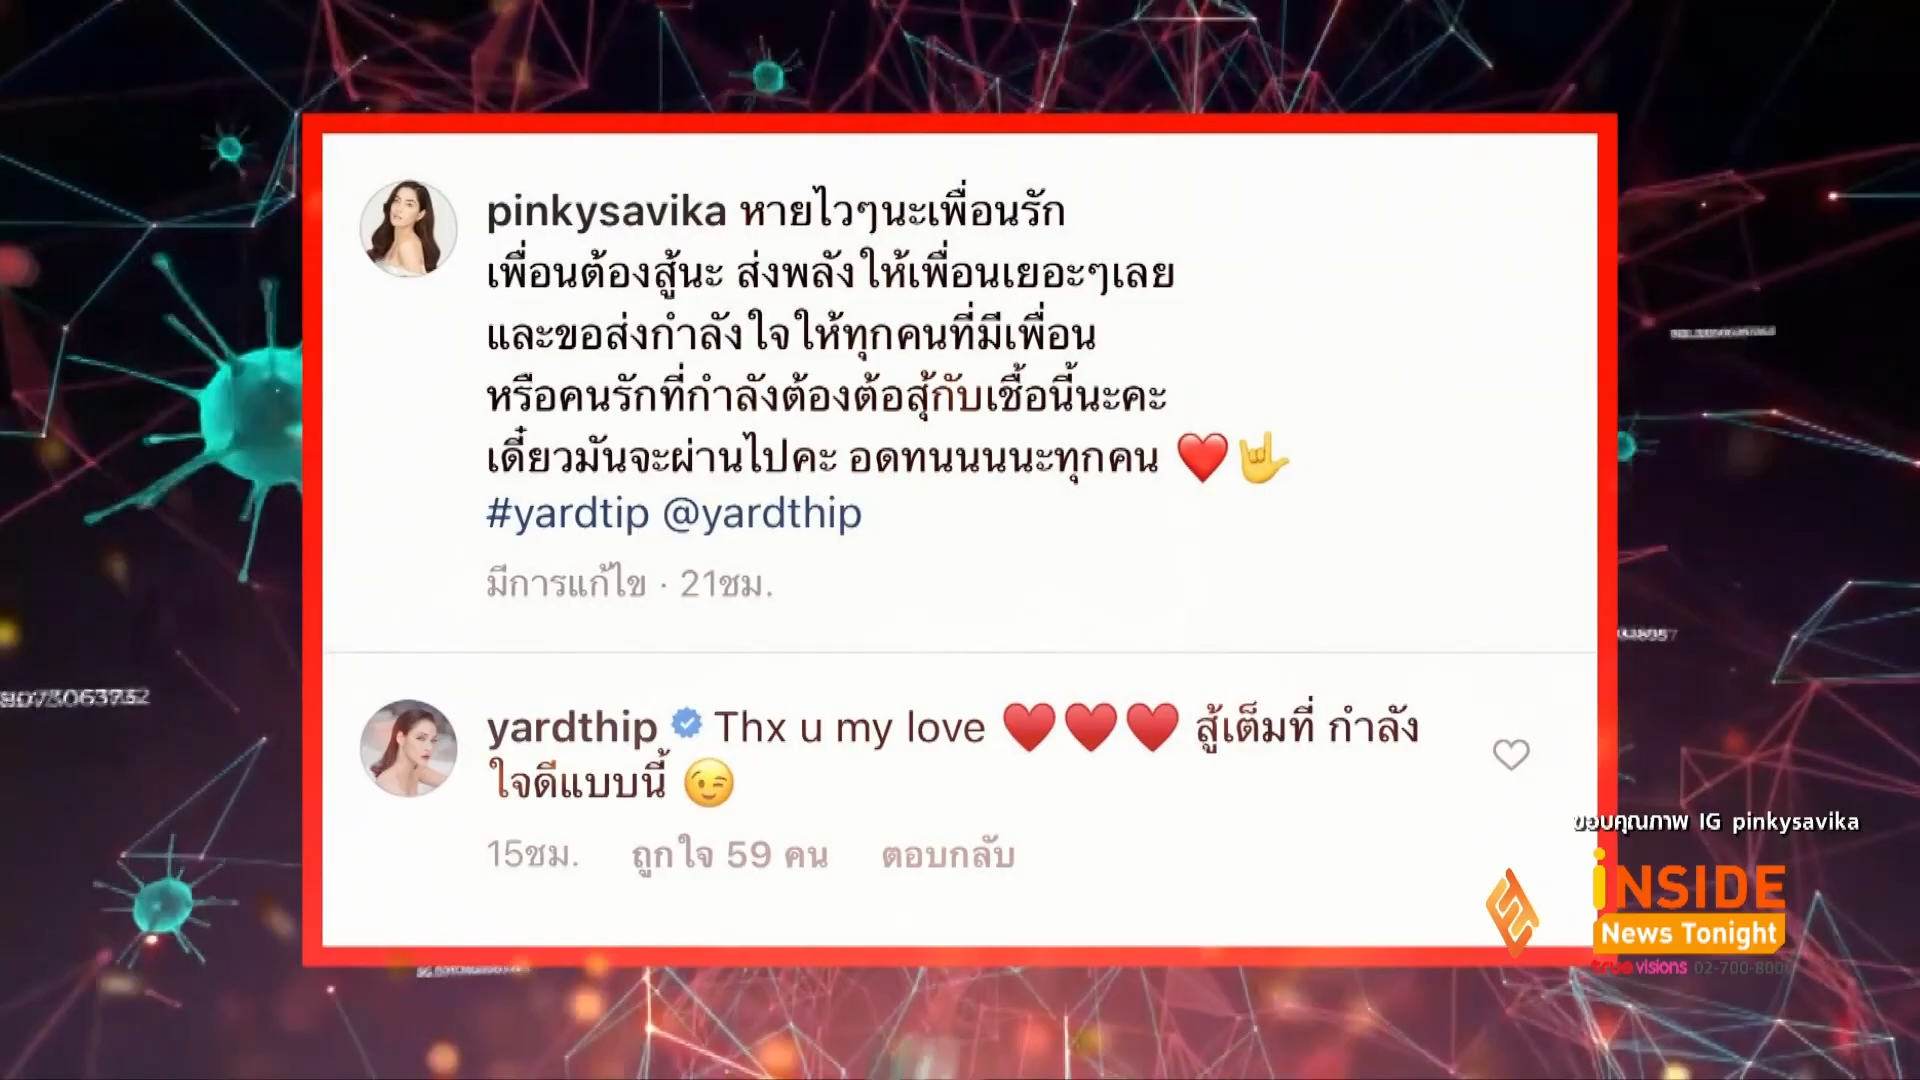 pinkysavika หายไวๆนะเพื่อนรัก
เพื่อนต้องสู้นะ ส่งพลังให้เพื่อนเยอะๆเลย
และขอส่งกำลังใจให้ทุกคนที่มีเพื่อน
หรือคนรักที่กำลังต้องต้อสุ้กับเชื้อนี้นะคะ
เดี๋ยวมันจะผ่านไปคะ อดทนนนนะทุกคน ❤️🤟
#yardtip @yardthip
มีการแก้ไข · 21ชม.
yardthip Thx u my love ♥️♥️♥️ สู้เต็มที่ กำลัง
ใจดีแบบนี้ 😉
15ชม. ถูกใจ 59 คน ตอบกลับ
ขอบคุณภาพ IG pinkysavika
iNSIDE
News Tonight
true visions 02-700-8000